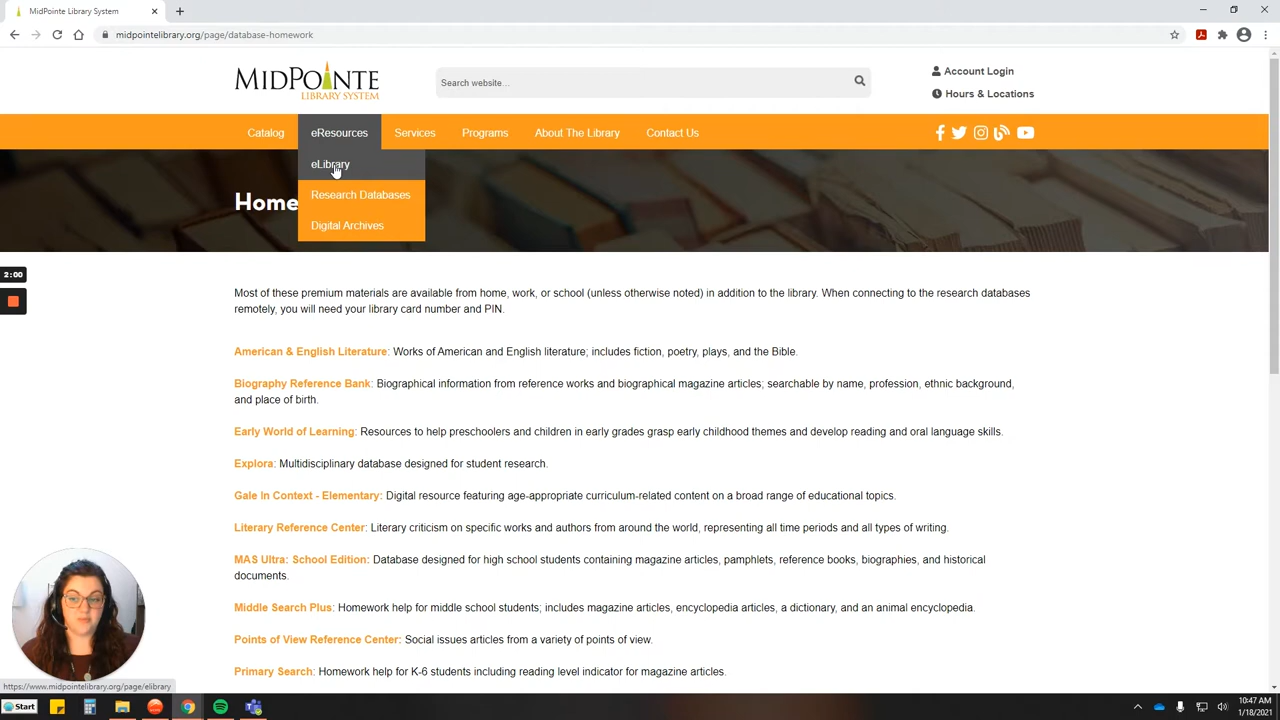 MidPointe Library System
midpointelibrary.org/page/database-homework
MIDPOINTE
LIBRARY SYSTEM
Search website...
Account Login
Hours & Locations
Catalog eResources Services Programs About The Library Contact Us
eLibrary
Research Databases
Digital Archives
Home
2:00
Most of these premium materials are available from home, work, or school (unless otherwise noted) in addition to the library. When connecting to the research databases
remotely, you will need your library card number and PIN.
American & English Literature: Works of American and English literature; includes fiction, poetry, plays, and the Bible.
Biography Reference Bank: Biographical information from reference works and biographical magazine articles; searchable by name, profession, ethnic background,
and place of birth.
Early World of Learning: Resources to help preschoolers and children in early grades grasp early childhood themes and develop reading and oral language skills.
Explora: Multidisciplinary database designed for student research.
Gale In Context - Elementary: Digital resource featuring age-appropriate curriculum-related content on a broad range of educational topics.
Literary Reference Center: Literary criticism on specific works and authors from around the world, representing all time periods and all types of writing.
MAS Ultra: School Edition: Database designed for high school students containing magazine articles, pamphlets, reference books, biographies, and historical
documents.
Middle Search Plus: Homework help for middle school students; includes magazine articles, encyclopedia articles, a dictionary, and an animal encyclopedia.
Points of View Reference Center: Social issues articles from a variety of points of view.
Primary Search: Homework help for K-6 students including reading level indicator for magazine articles.
https://www.midpointelibrary.org/page/elibrary
Start
10:47 AM
1/18/2021